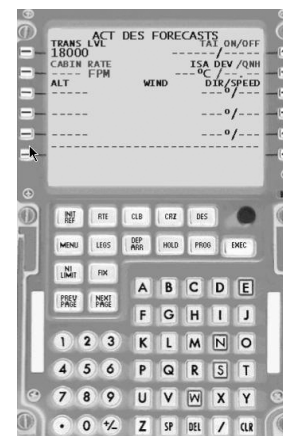 ACT DES FORECASTS
TRANS LVL TAI ON/OFF
18000 ------/-----
CABIN RATE ISA DEV/QNH
---- FPM ---°C /----
ALT WIND DIR/SPEED
----- ---°/----
----- ---°/----
----- ---°/----
INIT REF RTE CLB CRZ DES
MENU LEGS DEP ARR HOLD PROG EXEC
N1 LIMIT FIX
PREV PAGE NEXT PAGE
A B C D E
F G H I J
1 2 3 K L M N O
4 5 6 P Q R S T
7 8 9 U V W X Y
. 0 +/- Z SP DEL / CLR